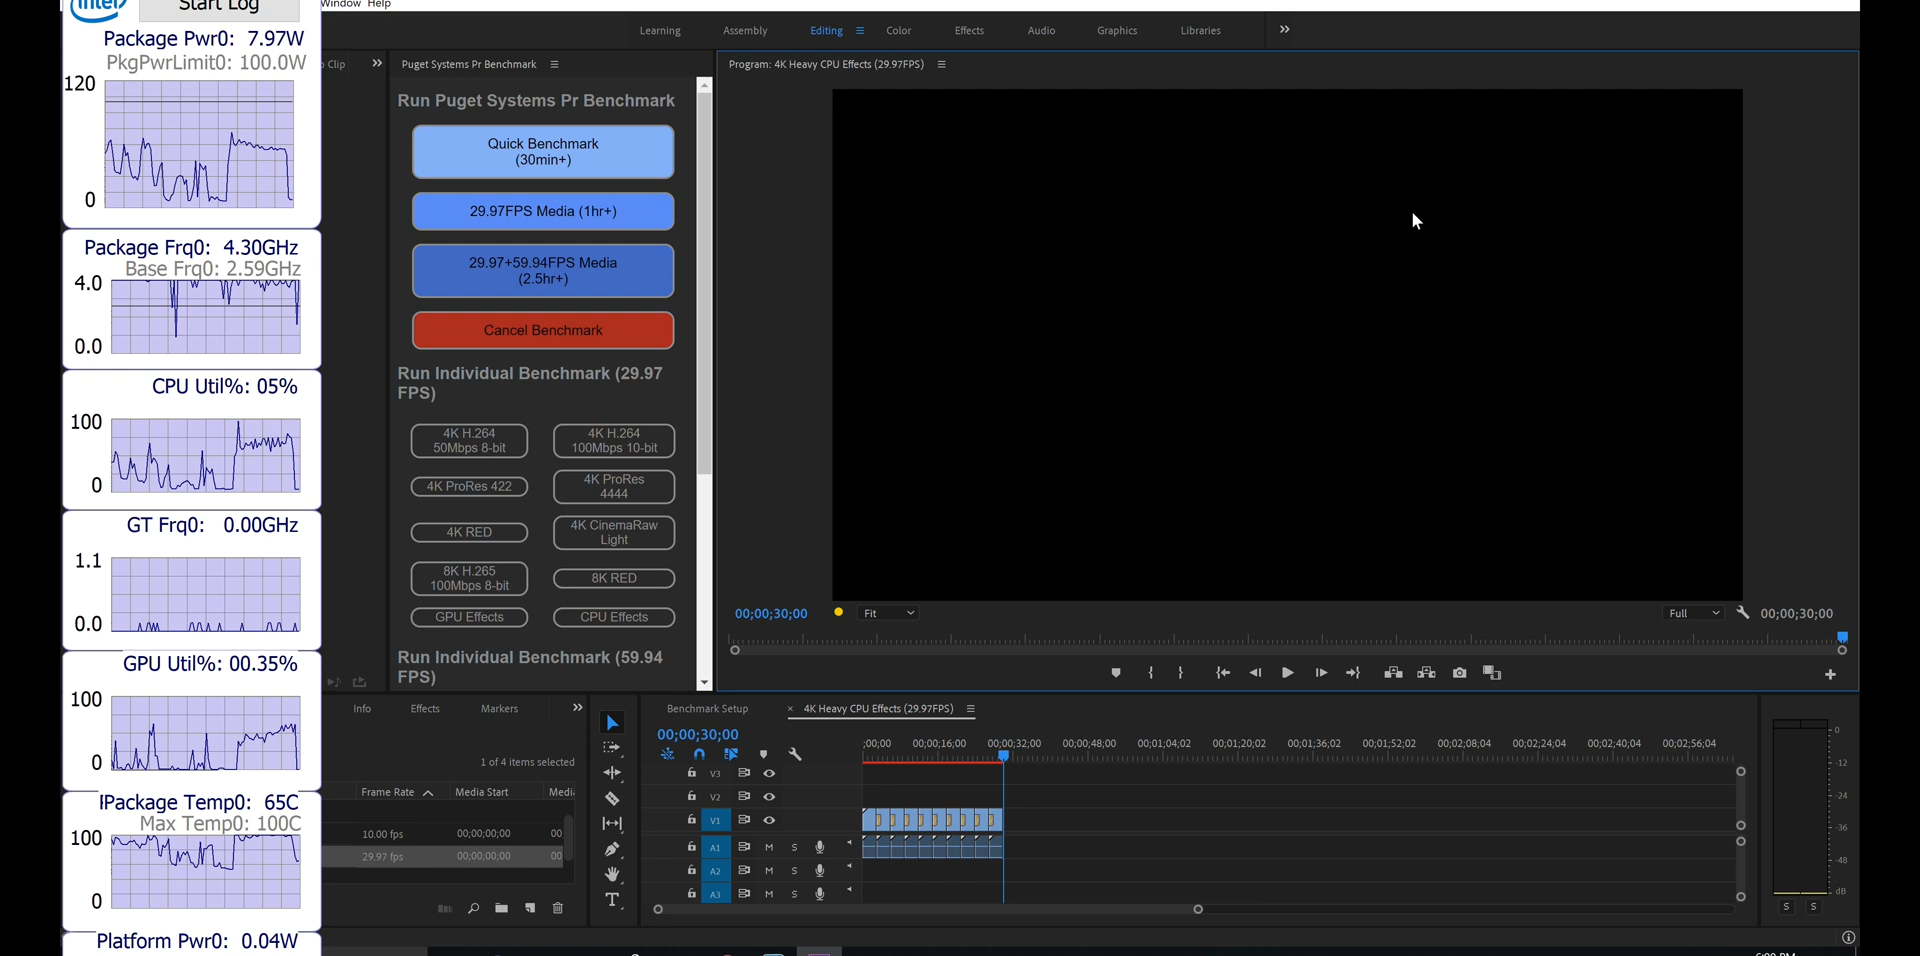 Window Help
intel
Start Log
Package Pwr0: 7.97W
PkgPwrLimit0: 100.0W
120
0
Package Frq0: 4.30GHz
Base Frq0: 2.59GHz
4.0
0.0
CPU Util%: 05%
100
0
GT Frq0: 0.00GHz
1.1
0.0
GPU Util%: 00.35%
100
0
Package Temp0: 65C
Max Temp0: 100C
100
0
Platform Pwr0: 0.04W
Learning Assembly Editing Color Effects Audio Graphics Libraries
Clip
Puget Systems Pr Benchmark
Run Puget Systems Pr Benchmark
Quick Benchmark
(30min+)
29.97FPS Media (1hr+)
29.97+59.94FPS Media
(2.5hr+)
Cancel Benchmark
Run Individual Benchmark (29.97
FPS)
4K H.264
50Mbps 8-bit
4K H.264
100Mbps 10-bit
4K ProRes 422
4K ProRes
4444
4K RED
4K CinemaRaw
Light
8K H.265
100Mbps 8-bit
8K RED
GPU Effects
CPU Effects
Run Individual Benchmark (59.94
FPS)
Program: 4K Heavy CPU Effects (29.97FPS)
00;00;30;00 Fit Full 00;00;30;00
Info Effects Markers
1 of 4 items selected
Frame Rate Media Start Medi
10.00 fps 00;00;00;00 00
29.97 fps 00;00;00;00 00
Benchmark Setup × 4K Heavy CPU Effects (29.97FPS)
00;00;30;00
;00;00 00;00;16;00 00;00;32;00 00;00;48;00 00;01;04;02 00;01;20;02 00;01;36;02 00;01;52;02 00;02;08;04 00;02;24;04 00;02;40;04 00;02;56;04
V3
V2
V1
A1 M S
A2 M S
A3 M S
T
0
-12
-24
-36
-48
dB
S S